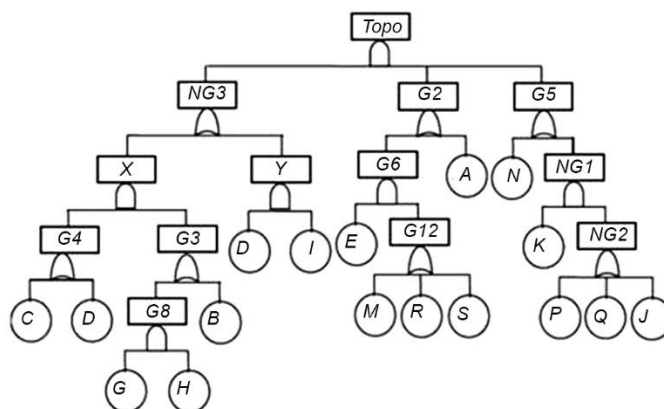 Topo
NG3 G2 G5
X Y G6 A N NG1
G4 G3 D I E G12 K NG2
C D G8 B M R S P Q J
G H